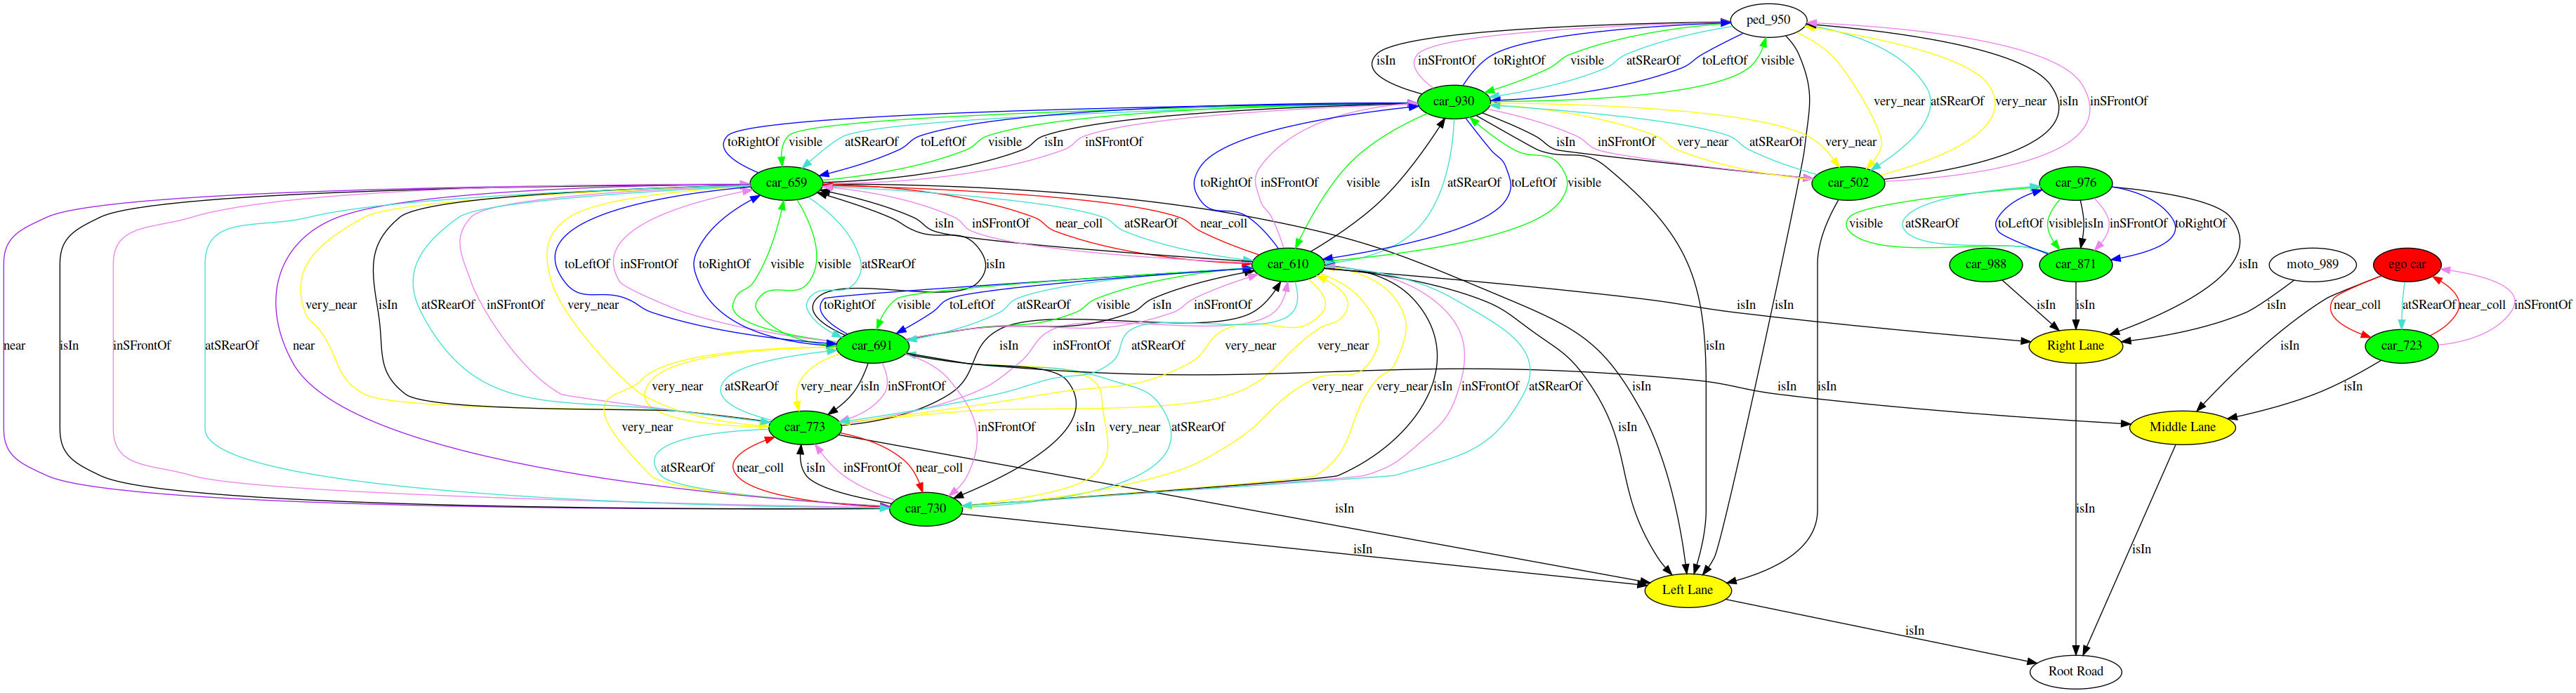 ped_950
isIn inSFrontOf toRightOf visible atSRearOf toLeftOf visible
car_930
very_near atSRearOf very_near isIn inSFrontOf
toRightOf visible atSRearOf toLeftOf visible isIn inSFrontOf
isIn inSFrontOf very_near atSRearOf very_near
car_659
toRightOf inSFrontOf visible isIn atSRearOf toLeftOf visible
car_502
car_976
isIn inSFrontOf near_coll atSRearOf near_coll
visible atSRearOf toLeftOf visible isIn inSFrontOf toRightOf
toLeftOf inSFrontOf toRightOf visible visible atSRearOf isIn
car_610
car_988
car_871
isIn
moto_989
ego car
very_near isIn atSRearOf inSFrontOf very_near
toRightOf visible toLeftOf atSRearOf visible isIn inSFrontOf
isIn isIn isIn isIn isIn
near_coll atSRearOf near_coll inSFrontOf
near isIn inSFrontOf atSRearOf near
car_691
isIn inSFrontOf atSRearOf very_near very_near
isIn
Right Lane
isIn
car_723
very_near atSRearOf very_near isIn inSFrontOf
very_near very_near isIn inSFrontOf atSRearOf
isIn isIn isIn isIn
car_773
very_near inSFrontOf isIn very_near atSRearOf
isIn
Middle Lane
atSRearOf near_coll isIn inSFrontOf near_coll
car_730
isIn
isIn
isIn
isIn
Left Lane
isIn
Root Road